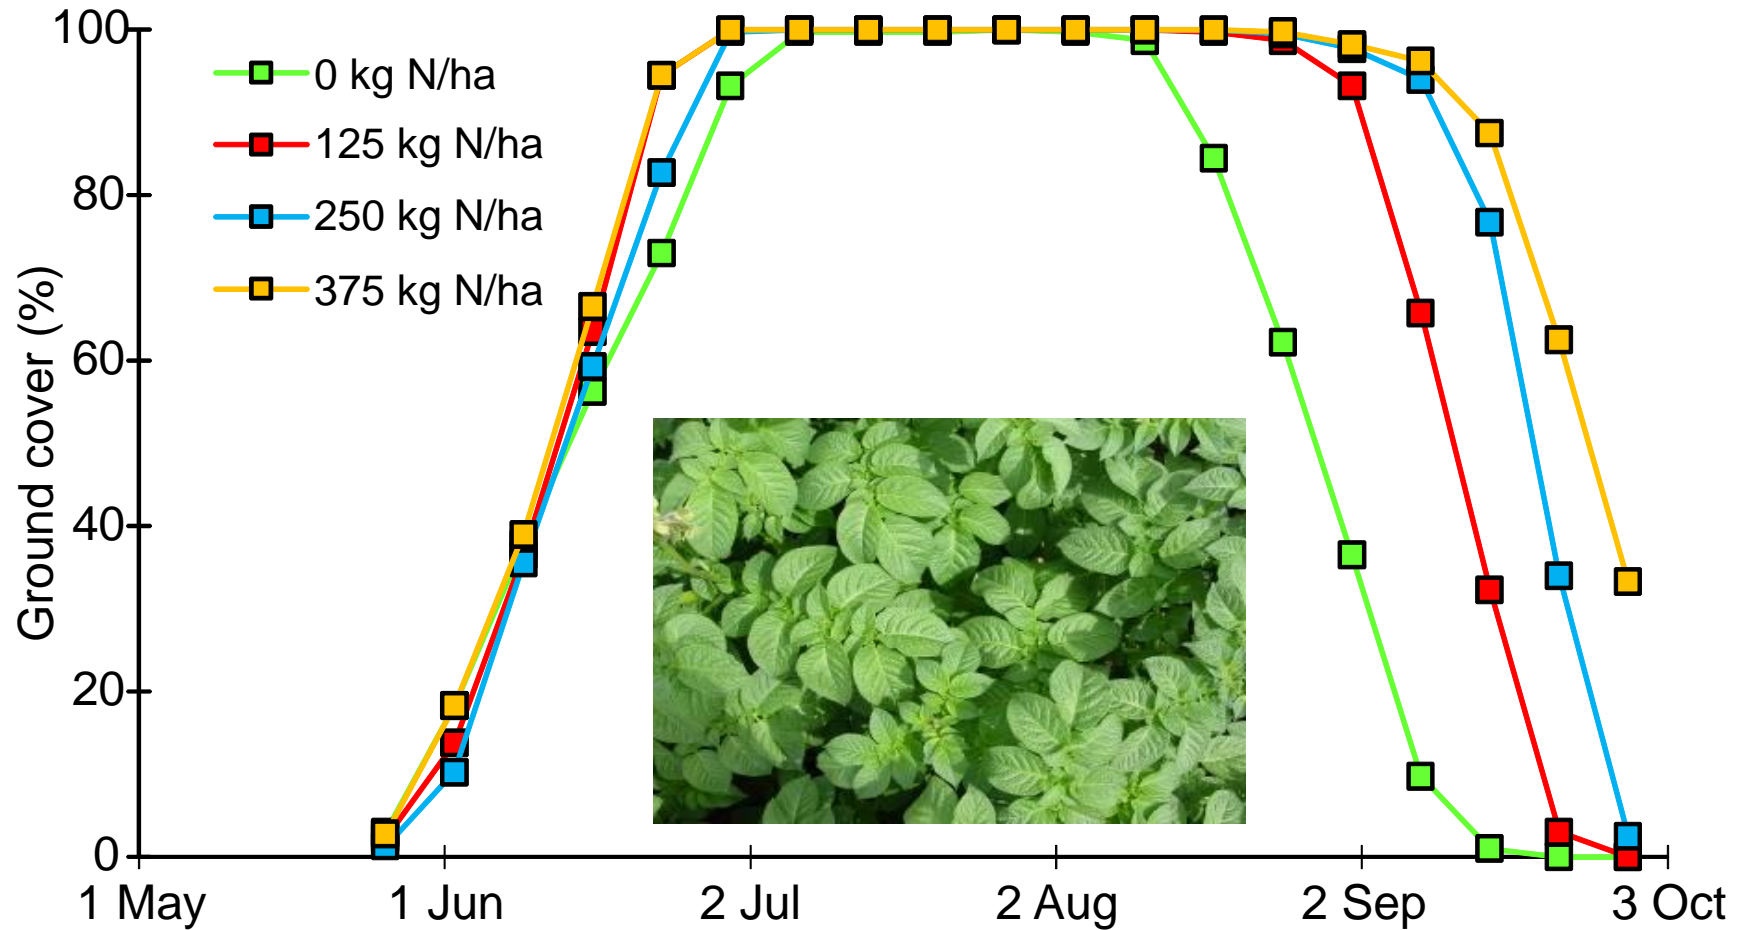 100
80
60
40
20
0
Ground cover (%)
0 kg N/ha
125 kg N/ha
250 kg N/ha
375 kg N/ha
1 May
1 Jun
2 Jul
2 Aug
2 Sep
3 Oct